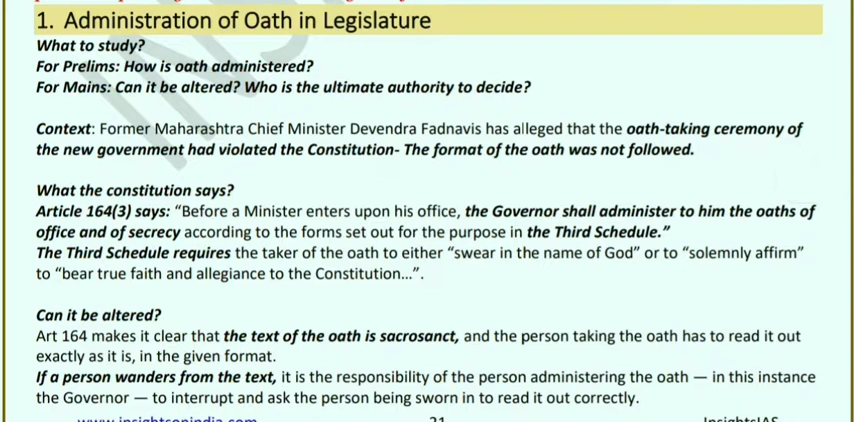 1. Administration of Oath in Legislature
What to study?
For Prelims: How is oath administered?
For Mains: Can it be altered? Who is the ultimate authority to decide?
Context: Former Maharashtra Chief Minister Devendra Fadnavis has alleged that the oath-taking ceremony of
the new government had violated the Constitution- The format of the oath was not followed.
What the constitution says?
Article 164(3) says: “Before a Minister enters upon his office, the Governor shall administer to him the oaths of
office and of secrecy according to the forms set out for the purpose in the Third Schedule.”
The Third Schedule requires the taker of the oath to either “swear in the name of God” or to “solemnly affirm”
to “bear true faith and allegiance to the Constitution...”.
Can it be altered?
Art 164 makes it clear that the text of the oath is sacrosanct, and the person taking the oath has to read it out
exactly as it is, in the given format.
If a person wanders from the text, it is the responsibility of the person administering the oath — in this instance
the Governor — to interrupt and ask the person being sworn in to read it out correctly.
www.insightsonindia.com 21 InsightsIAS